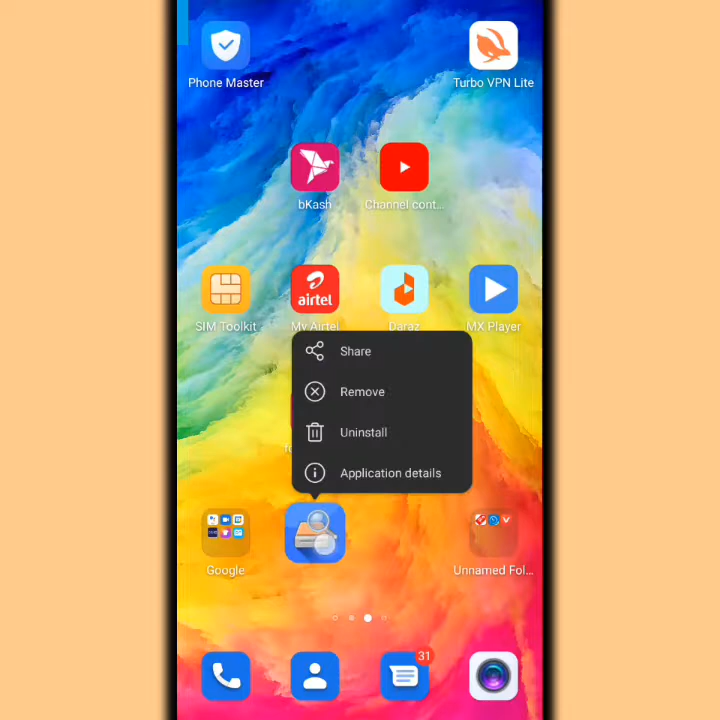 Phone Master
Turbo VPN Lite
bKash
Channel cont...
airtel
SIM Toolkit
My Airtel
Daraz
MX Player
Share
Remove
Uninstall
Application details
Google
Unnamed Fol...
31